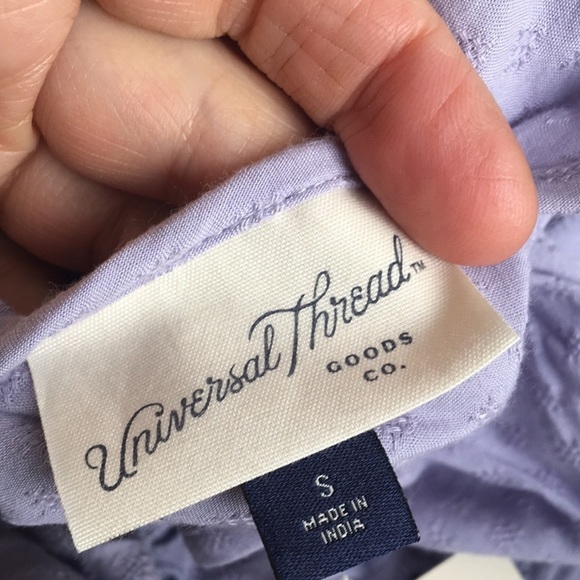 Universal Thread™
GOODS
CO.
S
MADE IN
INDIA